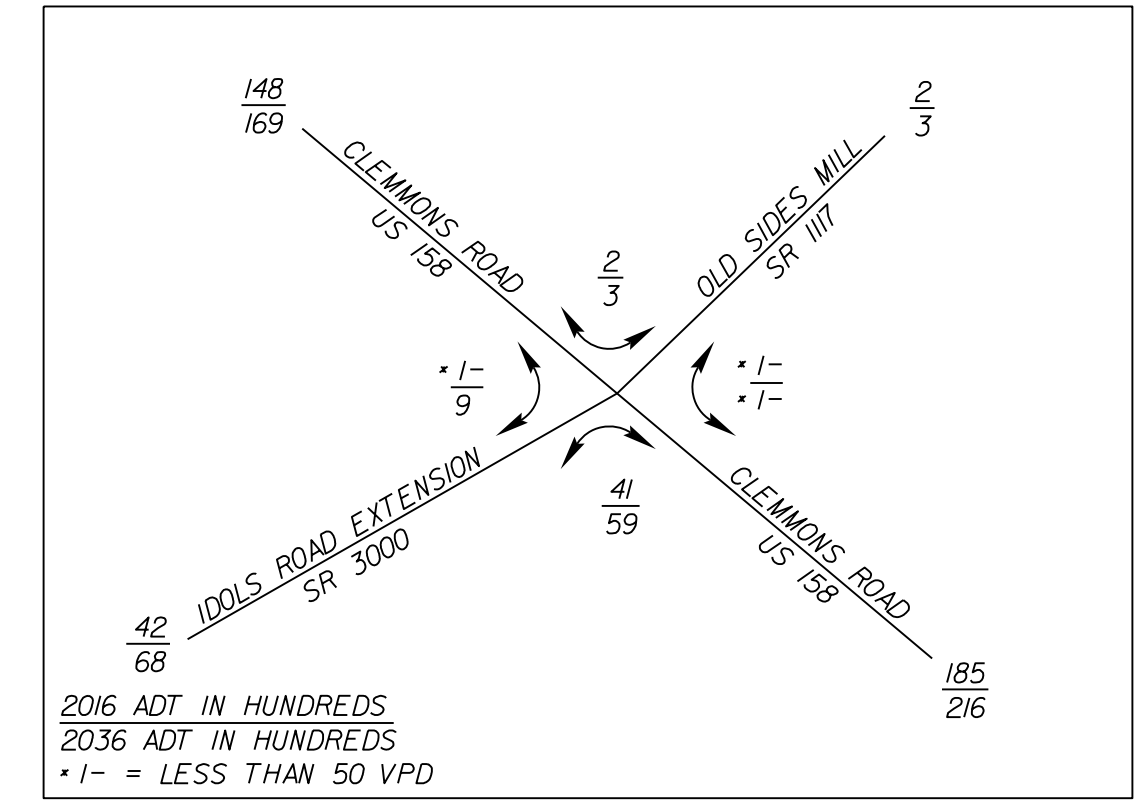 148
169
2
3
CLEMMONS ROAD
US 158
OLD SIDES MILL
SR 1117
2
3
* 1-
9
* 1-
* 1-
41
59
IDOLS ROAD EXTENSION
SR 3000
CLEMMONS ROAD
US 158
42
68
185
216
2016 ADT IN HUNDREDS
2036 ADT IN HUNDREDS
* 1- = LESS THAN 50 VPD